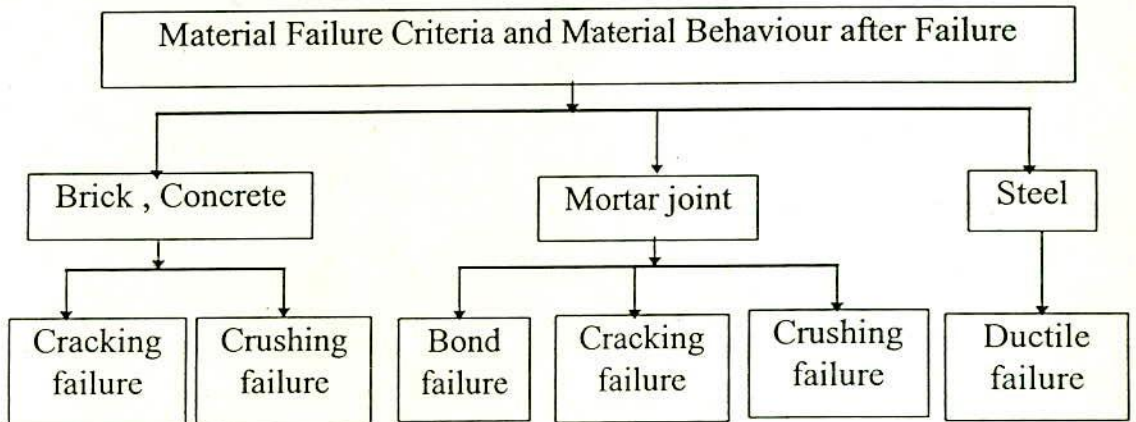 Material Failure Criteria and Material Behaviour after Failure
Brick , Concrete
Mortar joint
Steel
Cracking
failure
Crushing
failure
Bond
failure
Cracking
failure
Crushing
failure
Ductile
failure